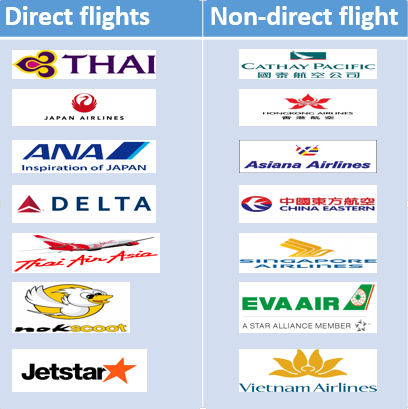 Direct flights
Non-direct flight
THAI
CATHAY PACIFIC
國泰航空公司
JAPAN AIRLINES
HONGKONG AIRLINES
香港航空
ANA
Inspiration of JAPAN
Asiana Airlines
DELTA
中國東方航空
CHINA EASTERN
Thai Air Asia
SINGAPORE
AIRLINES
nokscoot
EVA AIR
A STAR ALLIANCE MEMBER
Jetstar
Vietnam Airlines